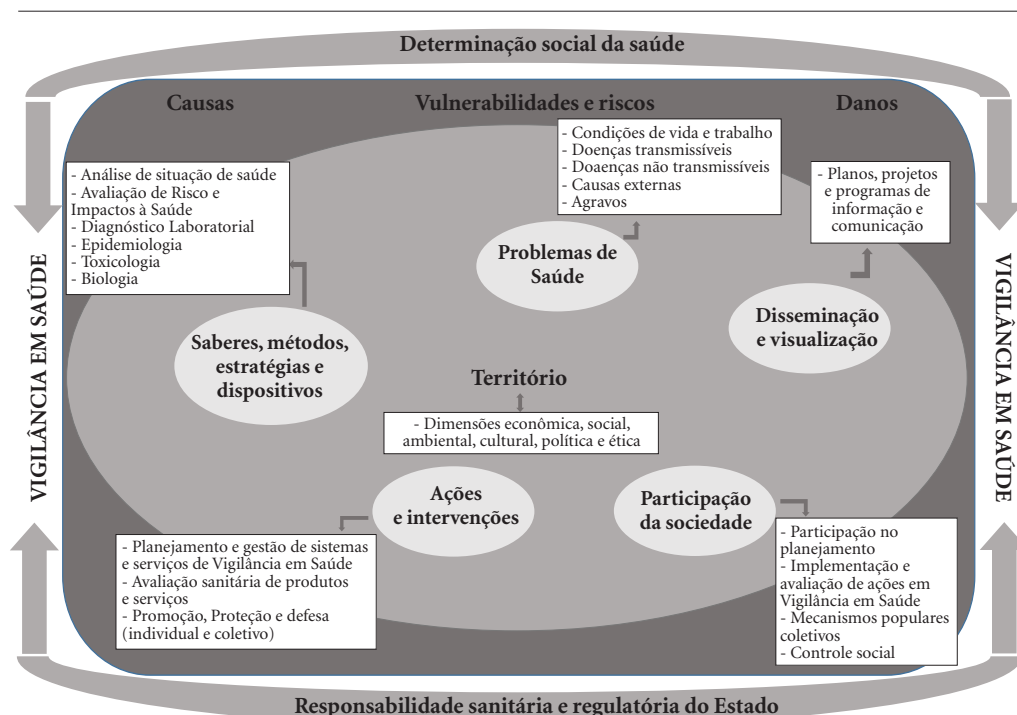 Determinação social da saúde
Causas
Vulnerabilidades e riscos
Danos
- Condições de vida e trabalho
- Doenças transmissíveis
- Doaenças não transmissíveis
- Causas externas
- Agravos
- Análise de situação de saúde
- Avaliação de Risco e
Impactos à Saúde
- Diagnóstico Laboratorial
- Epidemiologia
- Toxicologia
- Biologia
- Planos, projetos
e programas de
informação e
comunicação
Problemas de
Saúde
Saberes, métodos,
estratégias e
dispositivos
Disseminação
e visualização
VIGILÂNCIA EM SAÚDE
VIGILÂNCIA EM SAÚDE
Território
- Dimensões econômica, social,
ambiental, cultural, política e ética
Ações
e intervenções
Participação
da sociedade
- Planejamento e gestão de sistemas
e serviços de Vigilância em Saúde
- Avaliação sanitária de produtos
e serviços
- Promoção, Proteção e defesa
(individual e coletivo)
- Participação no
planejamento
- Implementação e
avaliação de ações em
Vigilância em Saúde
- Mecanismos populares
coletivos
- Controle social
Responsabilidade sanitária e regulatória do Estado